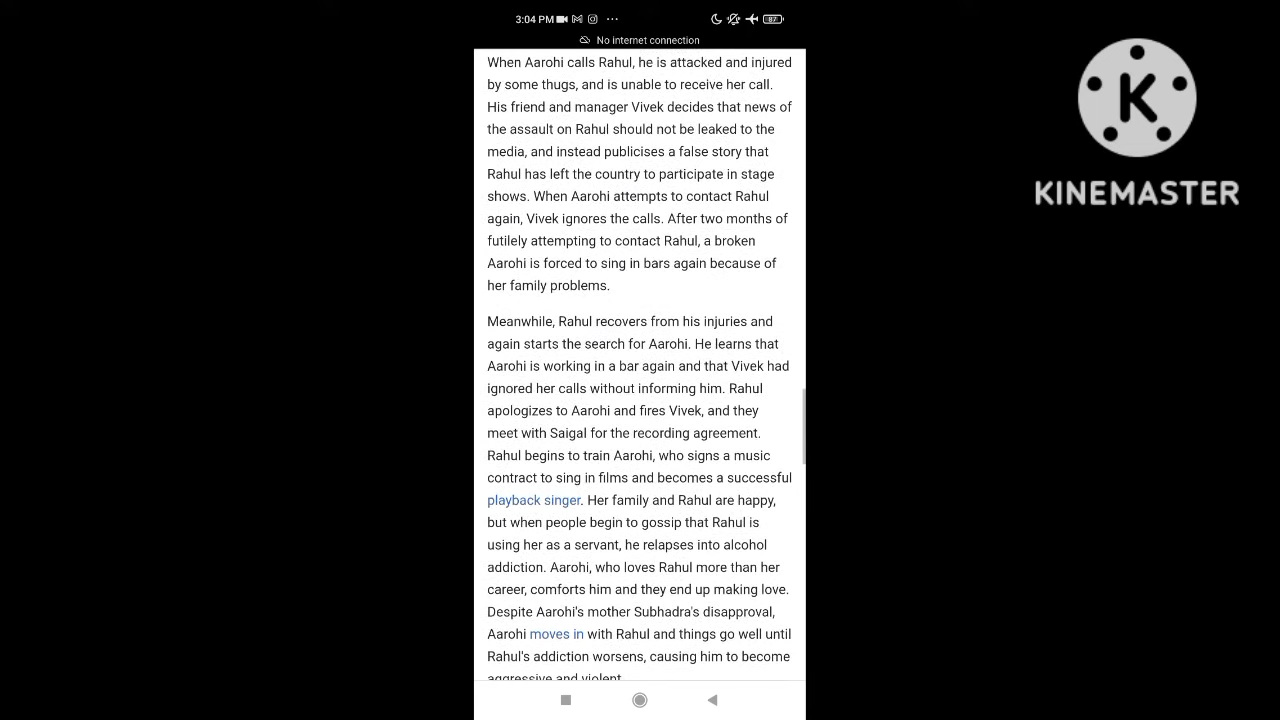 3:04 PM
87
No internet connection
When Aarohi calls Rahul, he is attacked and injured
by some thugs, and is unable to receive her call.
His friend and manager Vivek decides that news of
the assault on Rahul should not be leaked to the
media, and instead publicises a false story that
Rahul has left the country to participate in stage
shows. When Aarohi attempts to contact Rahul
again, Vivek ignores the calls. After two months of
futilely attempting to contact Rahul, a broken
Aarohi is forced to sing in bars again because of
her family problems.
Meanwhile, Rahul recovers from his injuries and
again starts the search for Aarohi. He learns that
Aarohi is working in a bar again and that Vivek had
ignored her calls without informing him. Rahul
apologizes to Aarohi and fires Vivek, and they
meet with Saigal for the recording agreement.
Rahul begins to train Aarohi, who signs a music
contract to sing in films and becomes a successful
playback singer. Her family and Rahul are happy,
but when people begin to gossip that Rahul is
using her as a servant, he relapses into alcohol
addiction. Aarohi, who loves Rahul more than her
career, comforts him and they end up making love.
Despite Aarohi's mother Subhadra's disapproval,
Aarohi moves in with Rahul and things go well until
Rahul's addiction worsens, causing him to become
aggressive and violent.
K
KINEMASTER